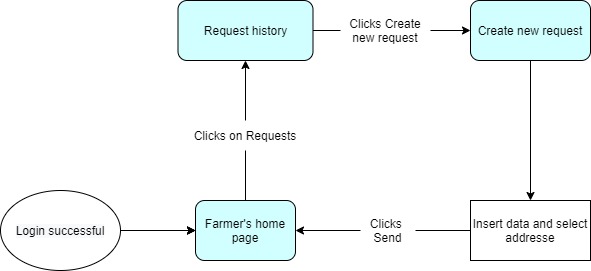 Request history
Clicks Create
new request
Create new request
Clicks on Requests
Login successful
Farmer's home
page
Clicks
Send
Insert data and select
addresse